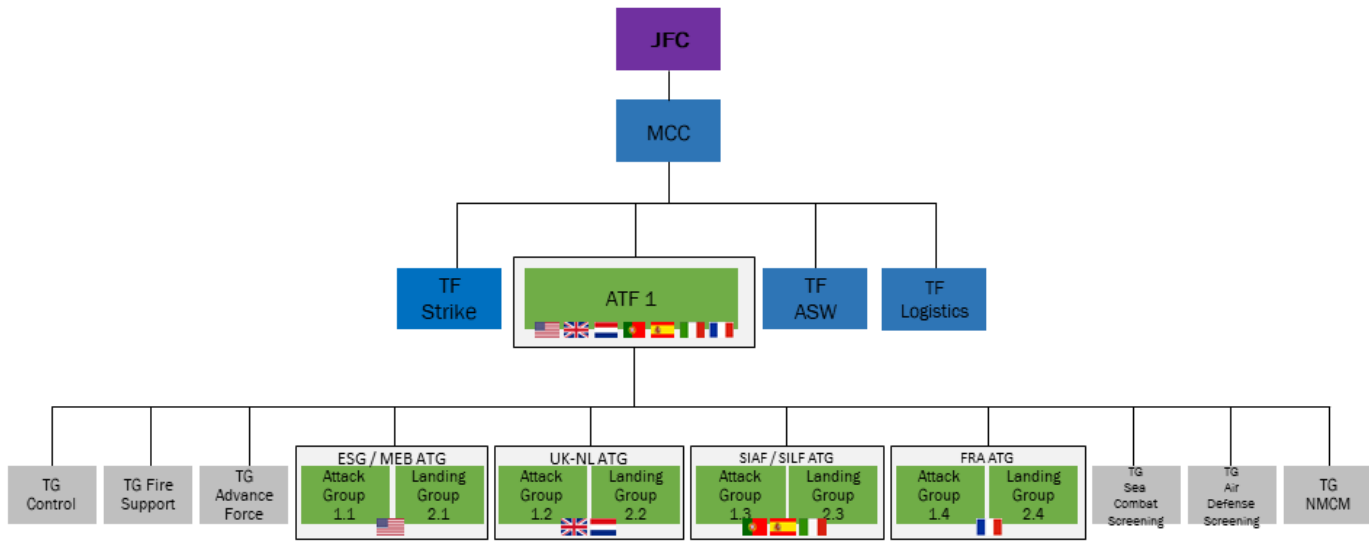 JFC
MCC
TF
Strike
ATF 1
TF
ASW
TF
Logistics
TG
Control
TG Fire
Support
TG
Advance
Force
ESG / MEB ATG
Attack
Group
1.1
Landing
Group
2.1
UK-NL ATG
Attack
Group
1.2
Landing
Group
2.2
SIAF / SILF ATG
Attack
Group
1.3
Landing
Group
2.3
FRA ATG
Attack
Group
1.4
Landing
Group
2.4
TG
Sea
Combat
Screening
TG
Air
Defense
Screening
TG
NMCM